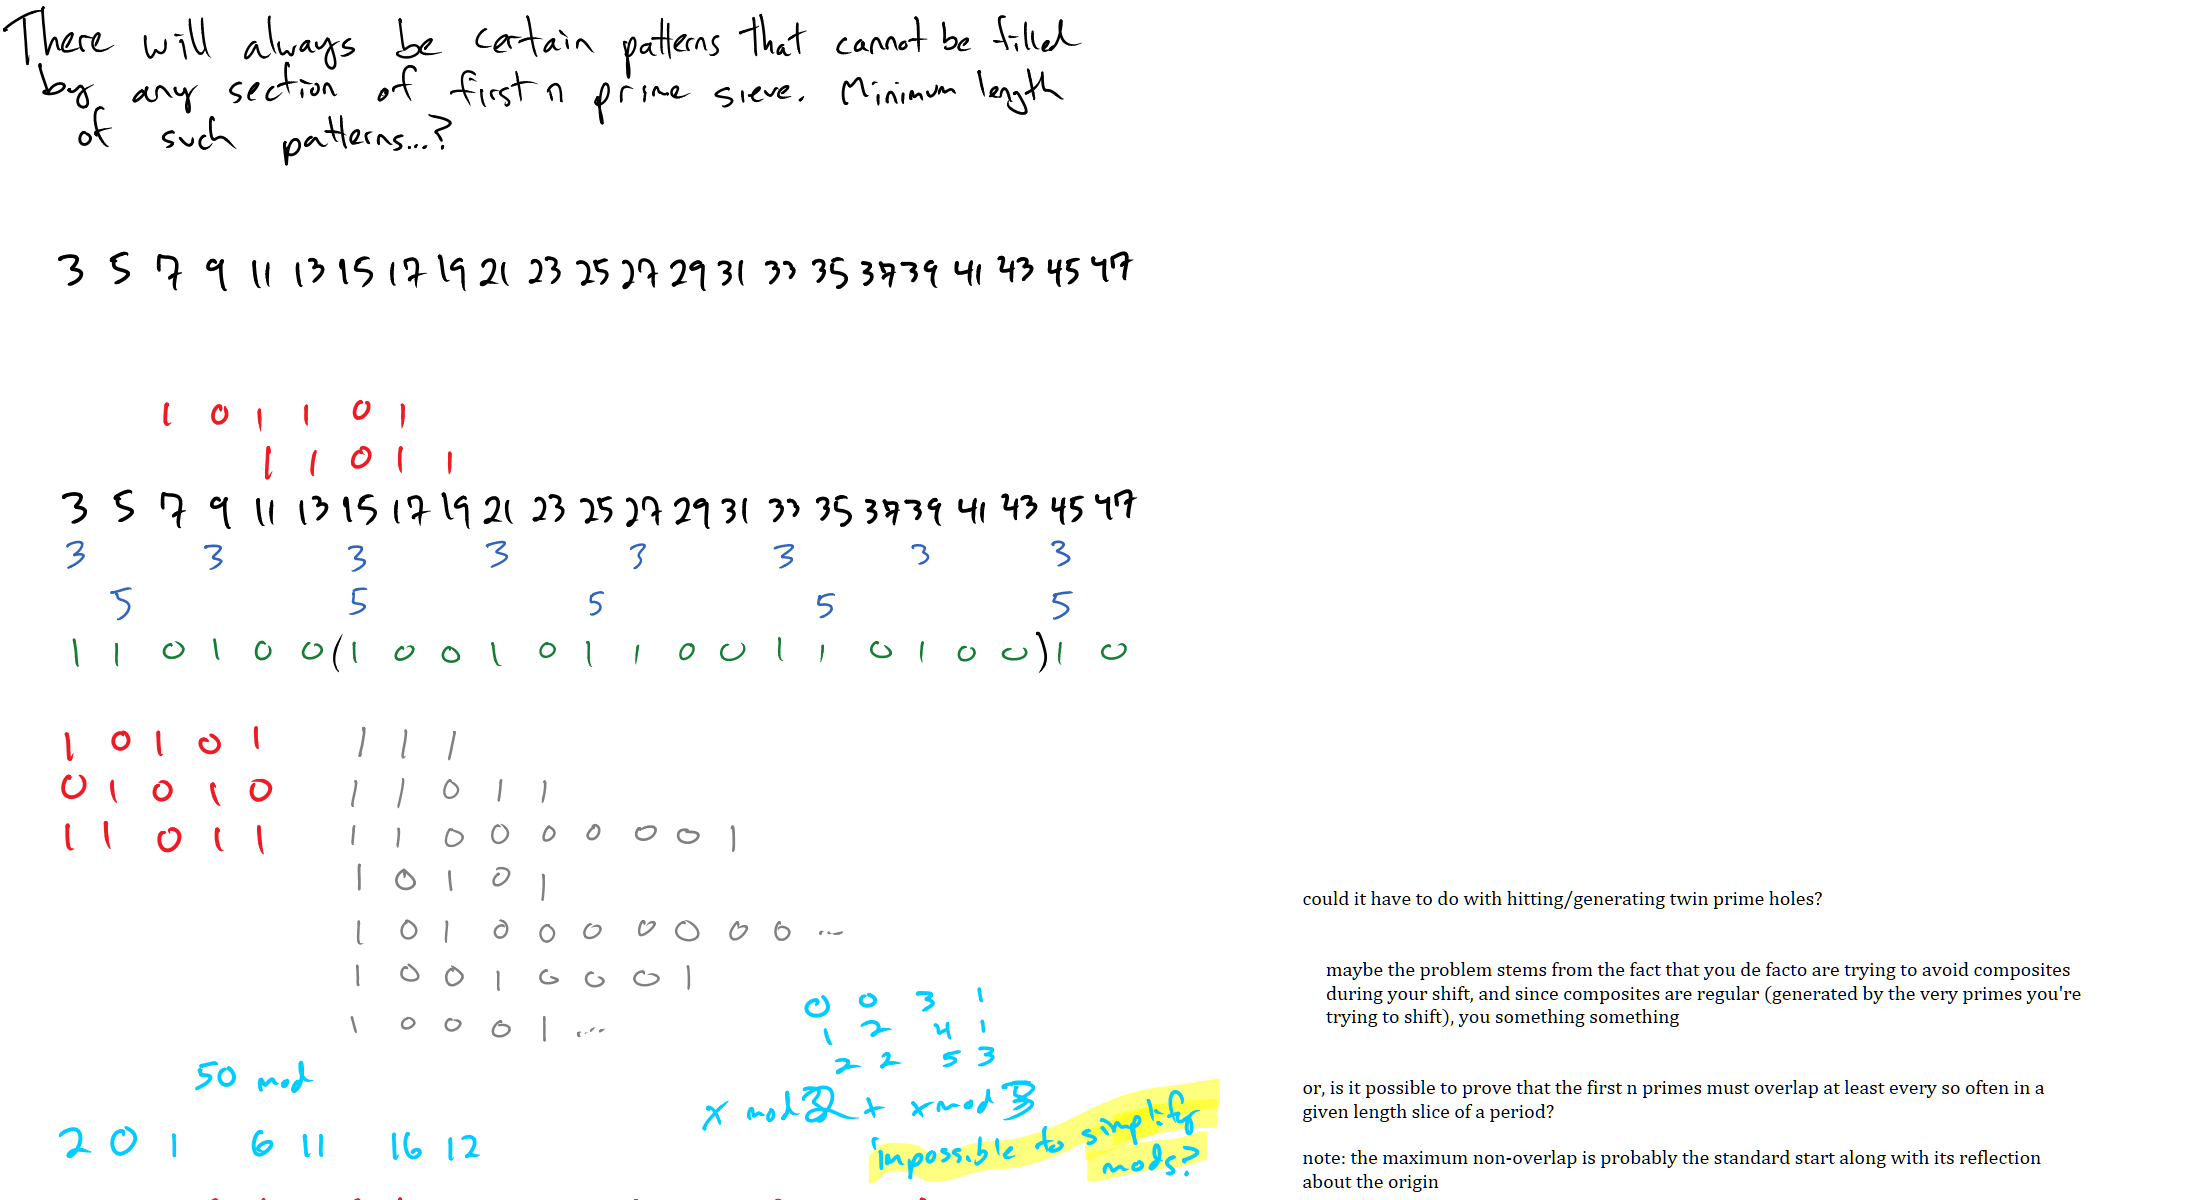 There will always be certain patterns that cannot be filled
by any section of first n prime sieve. Minimum length
of such patterns...?
3 5 7 9 11 13 15 17 19 21 23 25 27 29 31 33 35 37 39 41 43 45 47
1 0 1 1 0 1
1 1 0 1 1
3 5 7 9 11 13 15 17 19 21 23 25 27 29 31 33 35 37 39 41 43 45 47
3 3 3 3 3 3 3 3
5 5 5 5 5
1 1 0 1 0 0 ( 1 0 0 1 0 1 1 0 0 1 1 0 1 0 0 ) 1 0
1 0 1 0 1
0 1 0 1 0
1 1 0 1 1
1 1 1
1 1 0 1 1
1 1 0 0 0 0 0 0 1
1 0 1 0 1
1 0 1 0 0 0 0 0 0 0 ...
1 0 0 1 0 0 0 1
1 0 0 0 1 ....
50 mod
2 0 1 6 11 16 12
0 0 3 1
1 2 4 1
2 2 5 3
x mod 2 + x mod 3
impossible to simplify
mods?
could it have to do with hitting/generating twin prime holes?
maybe the problem stems from the fact that you de facto are trying to avoid composites
during your shift, and since composites are regular (generated by the very primes you're
trying to shift), you something something
or, is it possible to prove that the first n primes must overlap at least every so often in a
given length slice of a period?
note: the maximum non-overlap is probably the standard start along with its reflection
about the origin